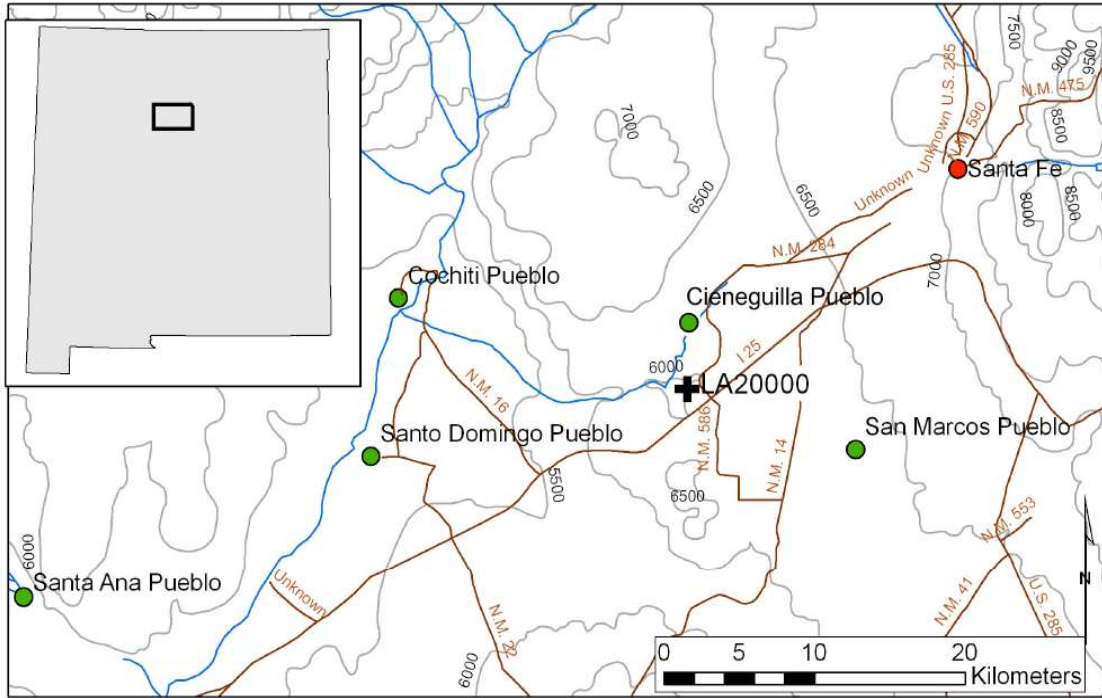 7500
9000
9500
U.S. 285
N.M. 475
Unknown
N.M. 590
8500
7000
6500
6500
Unknown
Santa Fe
8000
8500
N.M. 284
7000
Cochiti Pueblo
Cieneguilla Pueblo
I 25
6000
LA20000
N.M. 16
N.M. 586
N.M. 14
San Marcos Pueblo
Santo Domingo Pueblo
5500
6500
N.M. 553
6000
Santa Ana Pueblo
Unknown
N.M. 41
U.S. 285
N
6000
0 5 10 20
Kilometers